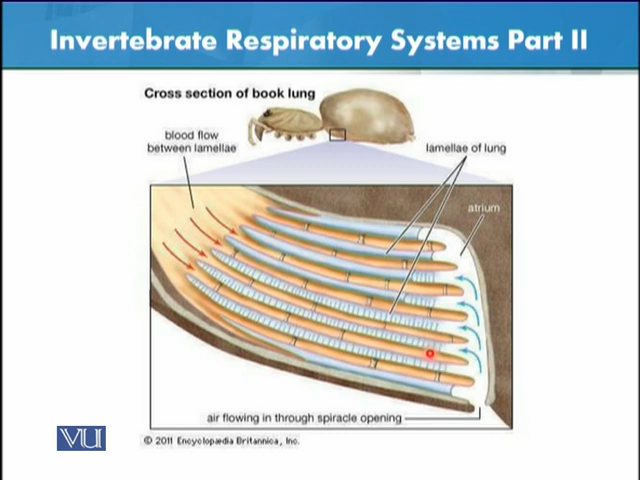 Invertebrate Respiratory Systems Part II
Cross section of book lung
blood flow
between lamellae
lamellae of lung
atrium
air flowing in through spiracle opening
VU
© 2011 Encyclopædia Britannica, Inc.